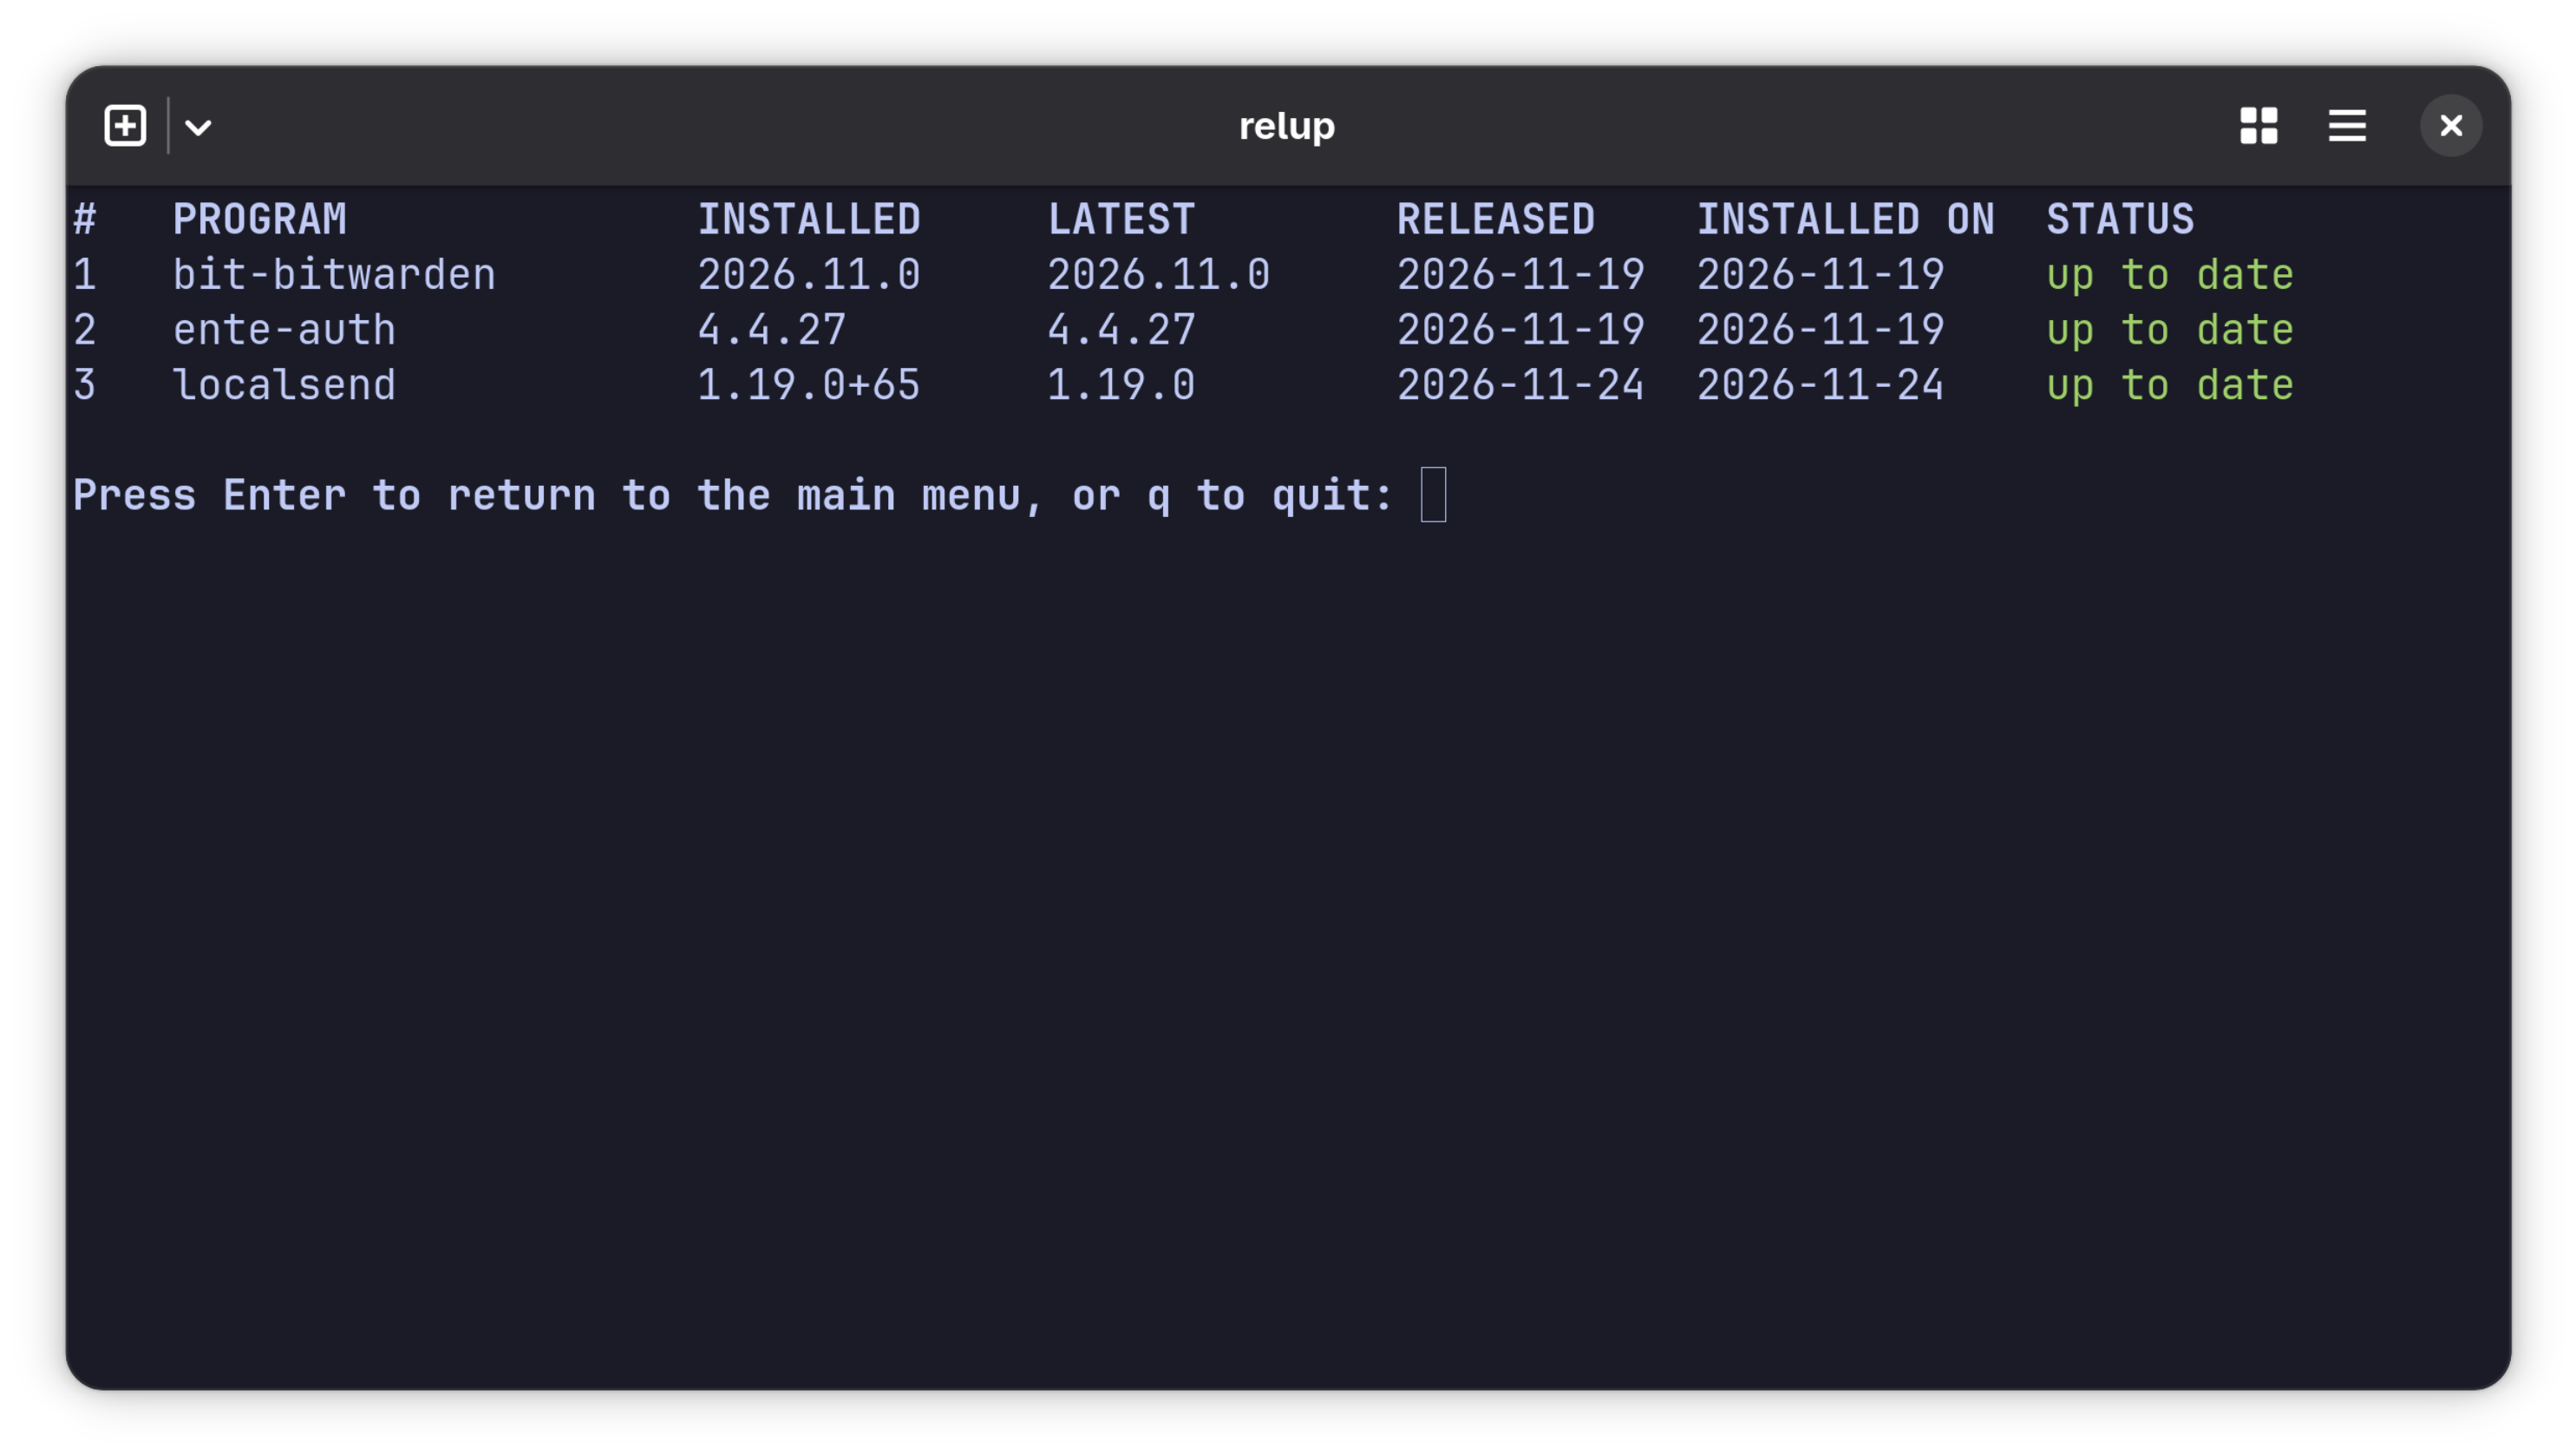 relup
# PROGRAM INSTALLED LATEST RELEASED INSTALLED ON STATUS
1 bit-bitwarden 2026.11.0 2026.11.0 2026-11-19 2026-11-19 up to date
2 ente-auth 4.4.27 4.4.27 2026-11-19 2026-11-19 up to date
3 localsend 1.19.0+65 1.19.0 2026-11-24 2026-11-24 up to date
Press Enter to return to the main menu, or q to quit: